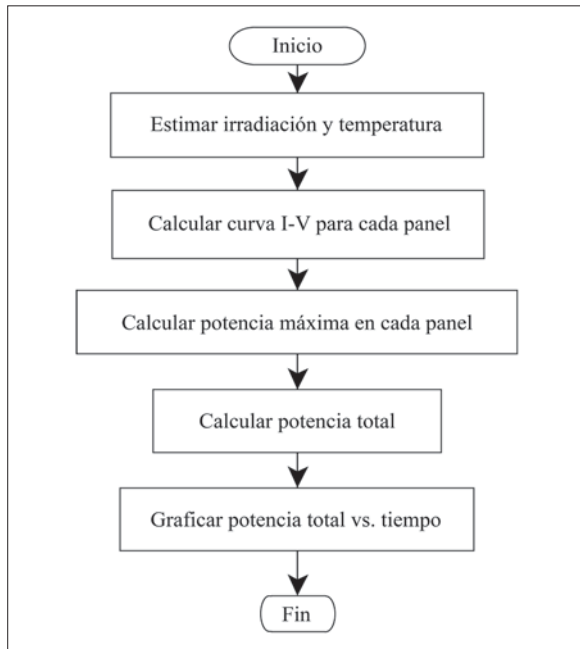 Inicio
Estimar irradiación y temperatura
Calcular curva I-V para cada panel
Calcular potencia máxima en cada panel
Calcular potencia total
Graficar potencia total vs. tiempo
Fin